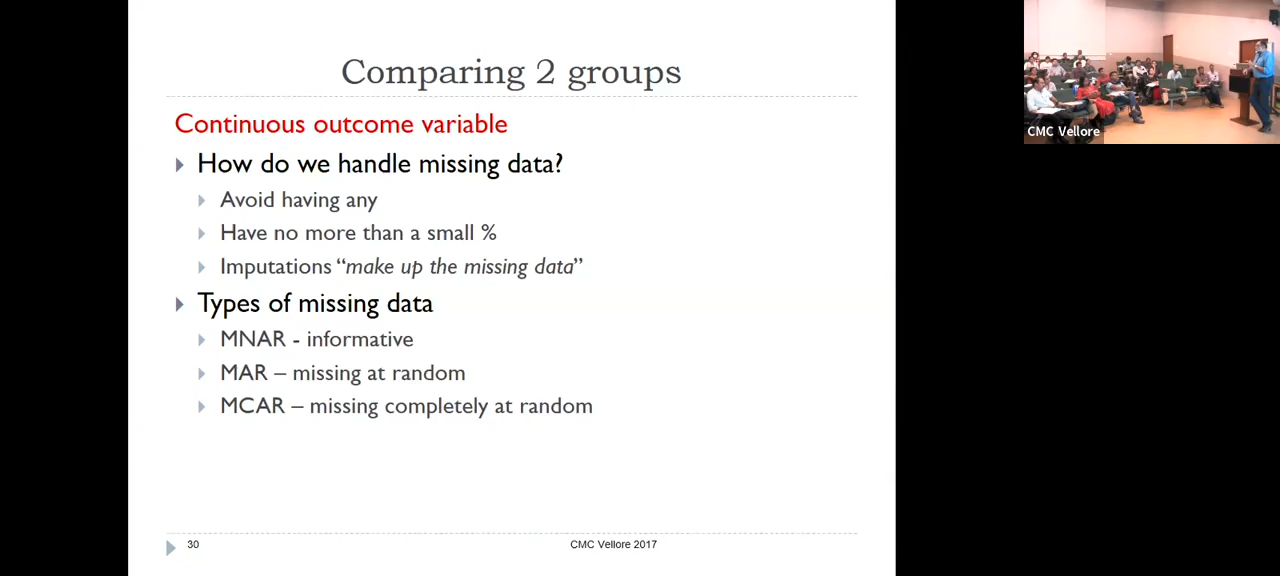 Comparing 2 groups
Continuous outcome variable
How do we handle missing data?
Avoid having any
Have no more than a small %
Imputations “make up the missing data”
Types of missing data
MNAR - informative
MAR – missing at random
MCAR – missing completely at random
30
CMC Vellore 2017
CMC Vellore